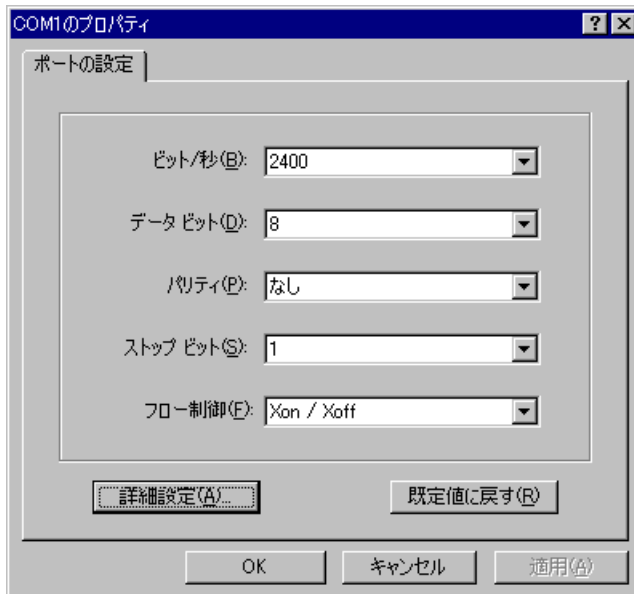 COM1のプロパティ
ポートの設定
ビット/秒(B): 2400
データ ビット(D): 8
パリティ(P): なし
ストップ ビット(S): 1
フロー制御(F): Xon / Xoff
詳細設定(A)... 既定値に戻す(R)
OK キャンセル 適用(A)